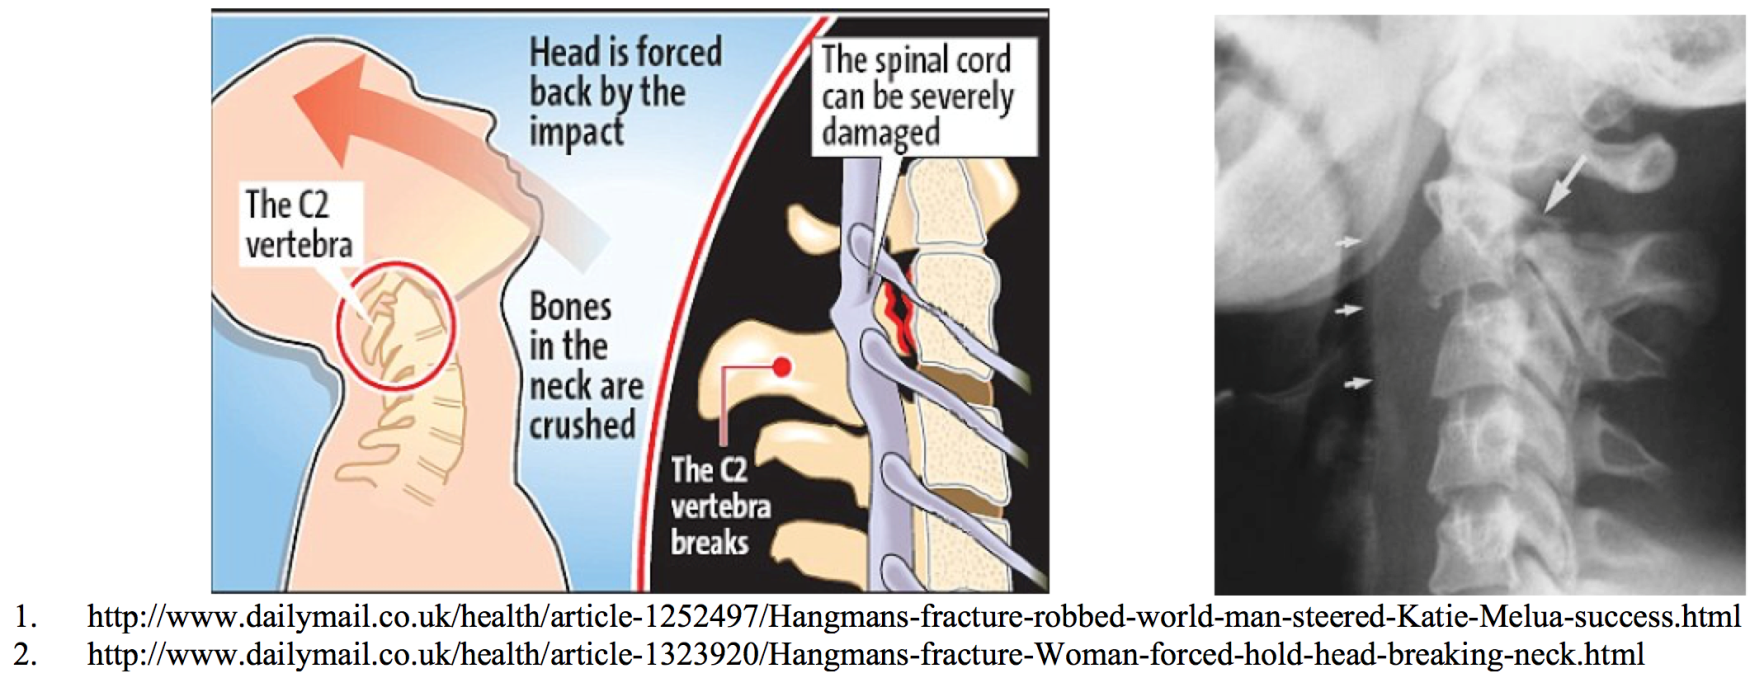 Head is forced
back by the
impact
The C2
vertebra
Bones
in the
neck are
crushed
The spinal cord
can be severely
damaged
The C2
vertebra
breaks
1. http://www.dailymail.co.uk/health/article-1252497/Hangmans-fracture-robbed-world-man-steered-Katie-Melua-success.html
2. http://www.dailymail.co.uk/health/article-1323920/Hangmans-fracture-Woman-forced-hold-head-breaking-neck.html